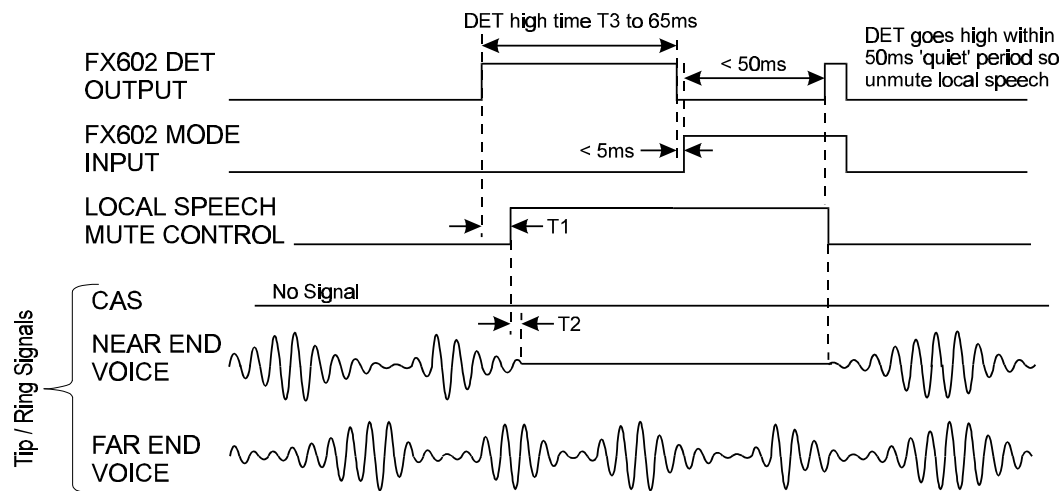 DET high time T3 to 65ms
FX602 DET
OUTPUT
< 50ms
DET goes high within
50ms 'quiet' period so
unmute local speech
FX602 MODE
INPUT
< 5ms
LOCAL SPEECH
MUTE CONTROL
T1
Tip / Ring Signals
CAS
No Signal
T2
NEAR END
VOICE
FAR END
VOICE